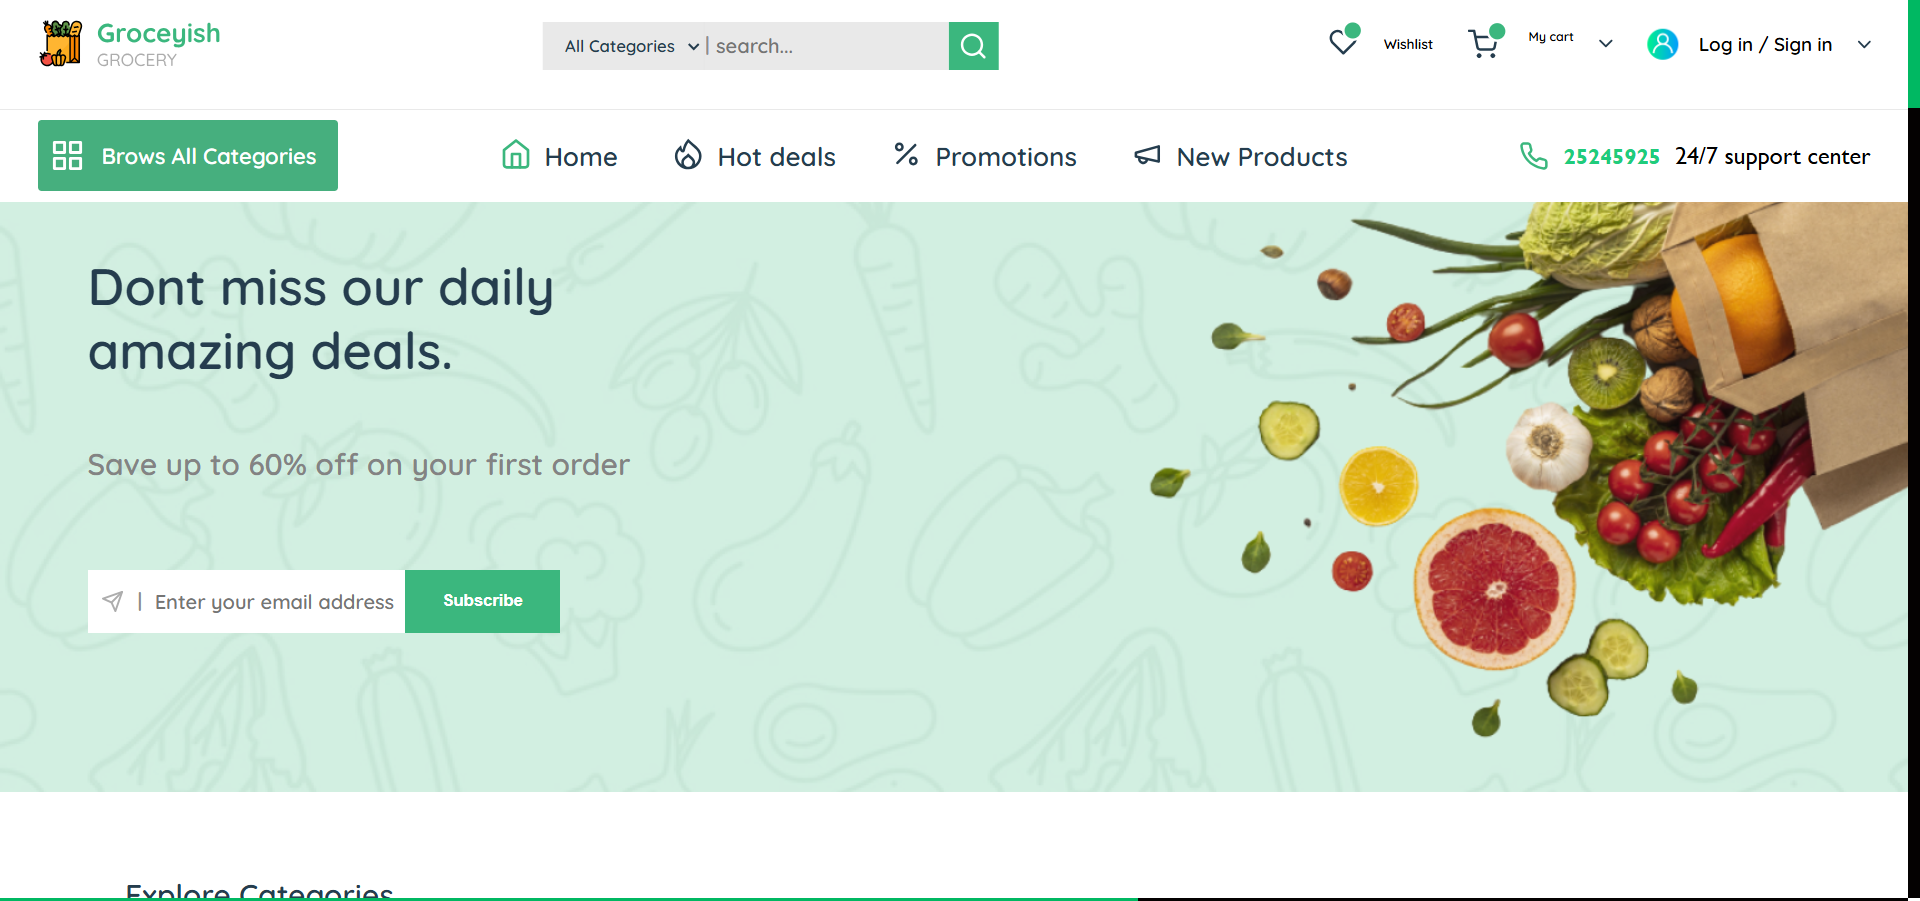 Groceyish
GROCERY
All Categories | search...
Wishlist
My cart
Log in / Sign in
Brows All Categories
Home
Hot deals
Promotions
New Products
25245925 24/7 support center
Dont miss our daily
amazing deals.
Save up to 60% off on your first order
| Enter your email address
Subscribe
Explore Categories